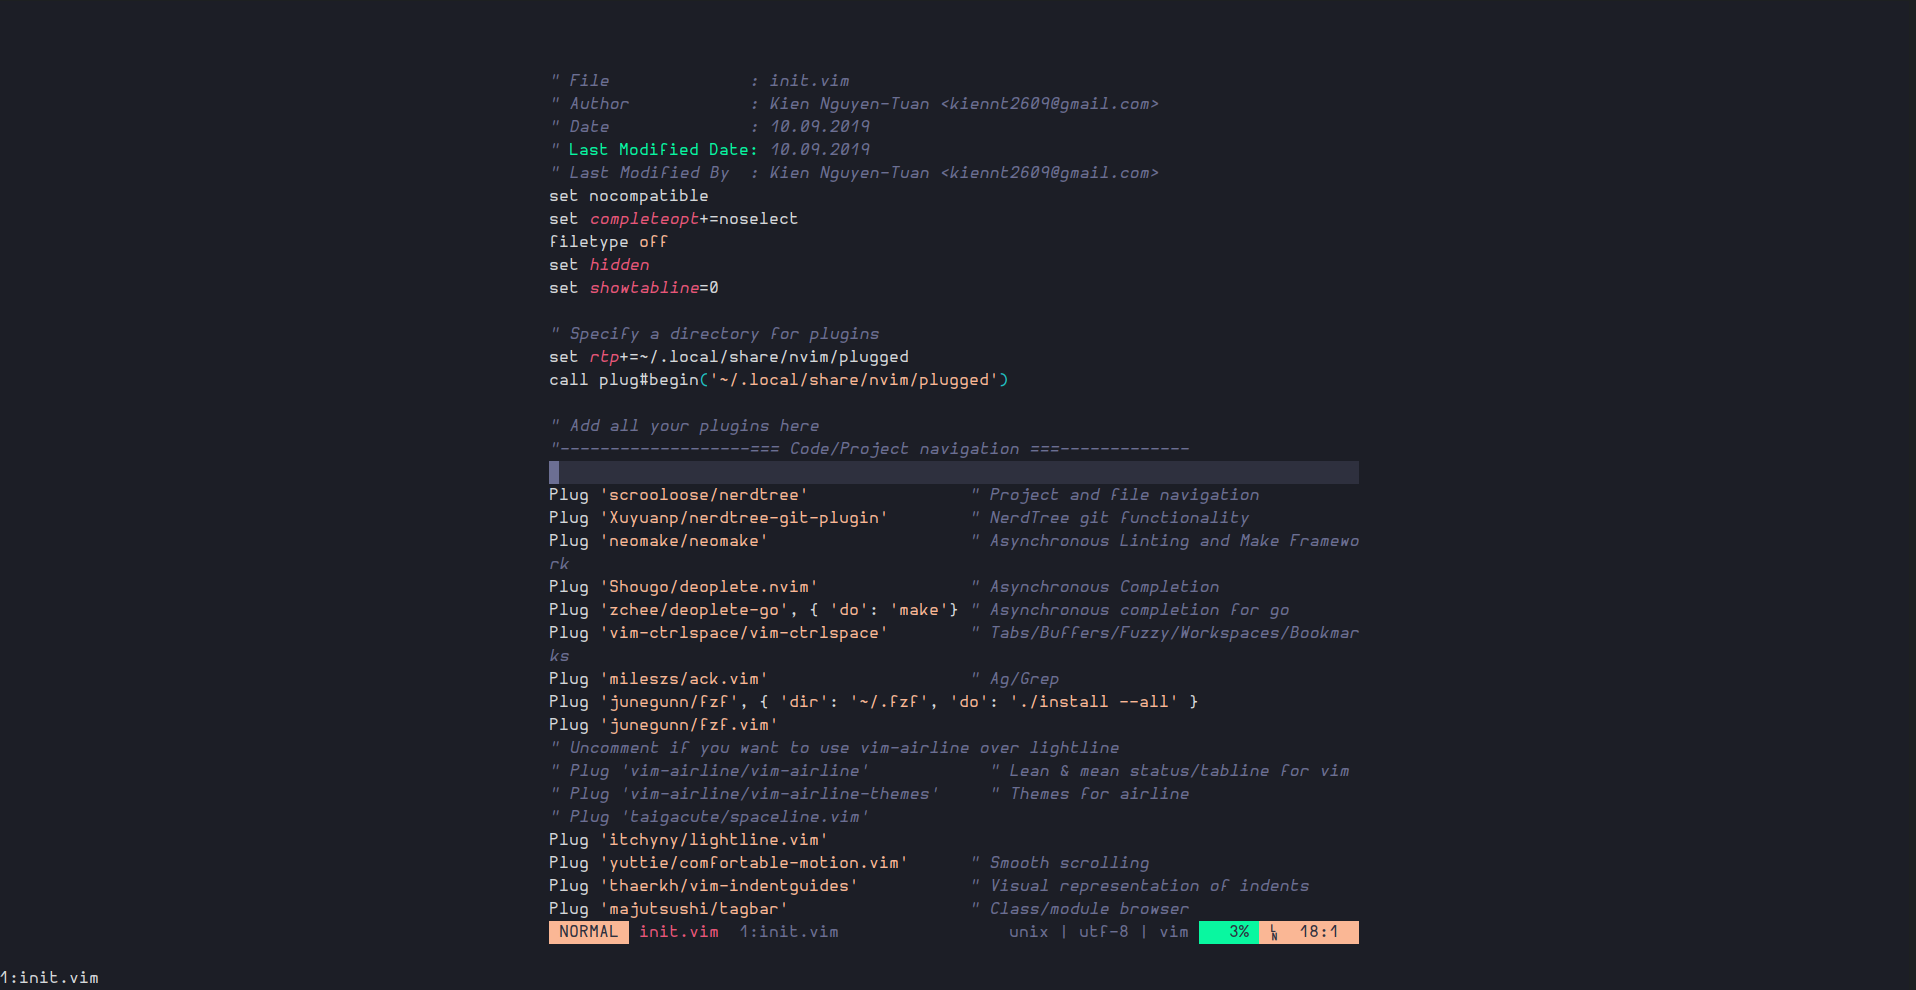 " File              : init.vim
" Author            : Kien Nguyen-Tuan <kiennt2609@gmail.com>
" Date              : 10.09.2019
" Last Modified Date: 10.09.2019
" Last Modified By  : Kien Nguyen-Tuan <kiennt2609@gmail.com>
set nocompatible
set completeopt+=noselect
filetype off
set hidden
set showtabline=0
" Specify a directory for plugins
set rtp+=~/.local/share/nvim/plugged
call plug#begin('~/.local/share/nvim/plugged')
" Add all your plugins here
"-------------------=== Code/Project navigation ===-------------
Plug 'scrooloose/nerdtree'                " Project and file navigation
Plug 'Xuyuanp/nerdtree-git-plugin'        " NerdTree git functionality
Plug 'neomake/neomake'                    " Asynchronous Linting and Make Framewo
rk
Plug 'Shougo/deoplete.nvim'               " Asynchronous Completion
Plug 'zchee/deoplete-go', { 'do': 'make'} " Asynchronous completion for go
Plug 'vim-ctrlspace/vim-ctrlspace'        " Tabs/Buffers/Fuzzy/Workspaces/Bookmar
ks
Plug 'mileszs/ack.vim'                    " Ag/Grep
Plug 'junegunn/fzf', { 'dir': '~/.fzf', 'do': './install --all' }
Plug 'junegunn/fzf.vim'
" Uncomment if you want to use vim-airline over lightline
" Plug 'vim-airline/vim-airline'            " Lean & mean status/tabline for vim
" Plug 'vim-airline/vim-airline-themes'     " Themes for airline
" Plug 'taigacute/spaceline.vim'
Plug 'itchyny/lightline.vim'
Plug 'yuttie/comfortable-motion.vim'      " Smooth scrolling
Plug 'thaerkh/vim-indentguides'           " Visual representation of indents
Plug 'majutsushi/tagbar'                  " Class/module browser
NORMAL init.vim  1:init.vim                 unix | utf-8 | vim   3% LN  18:1
1:init.vim